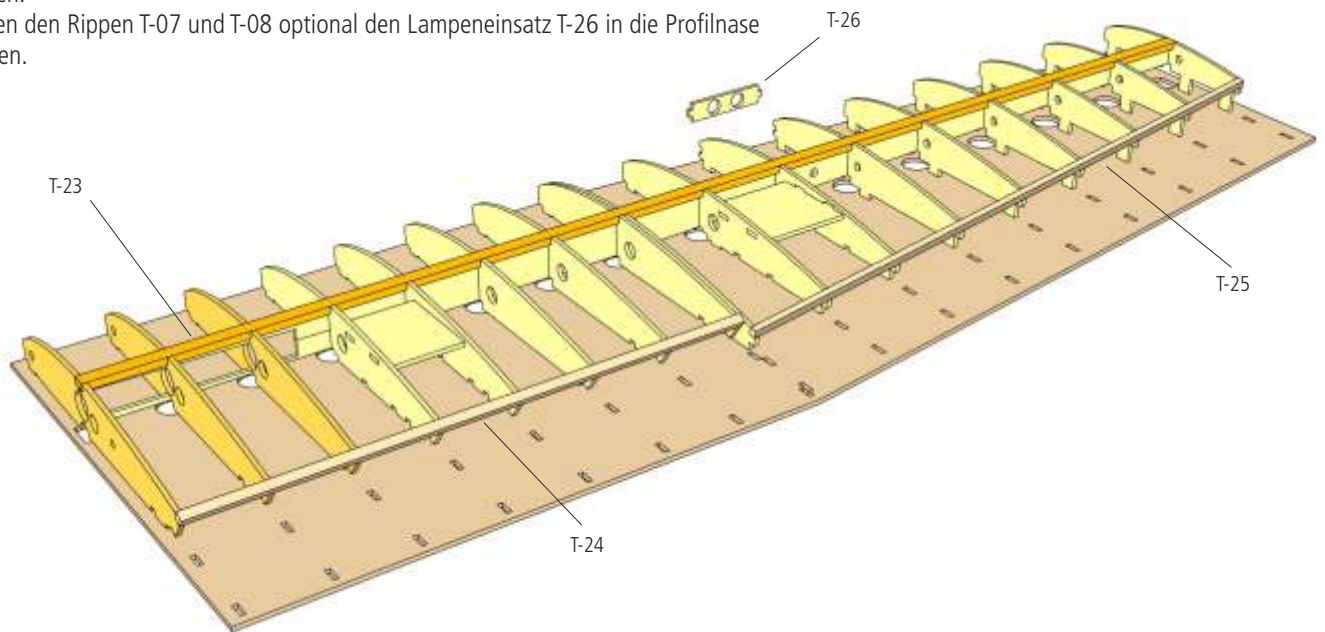 en den Rippen T-07 und T-08 optional den Lampeneinsatz T-26 in die Profilnase
en.
T-26
T-23
T-25
T-24